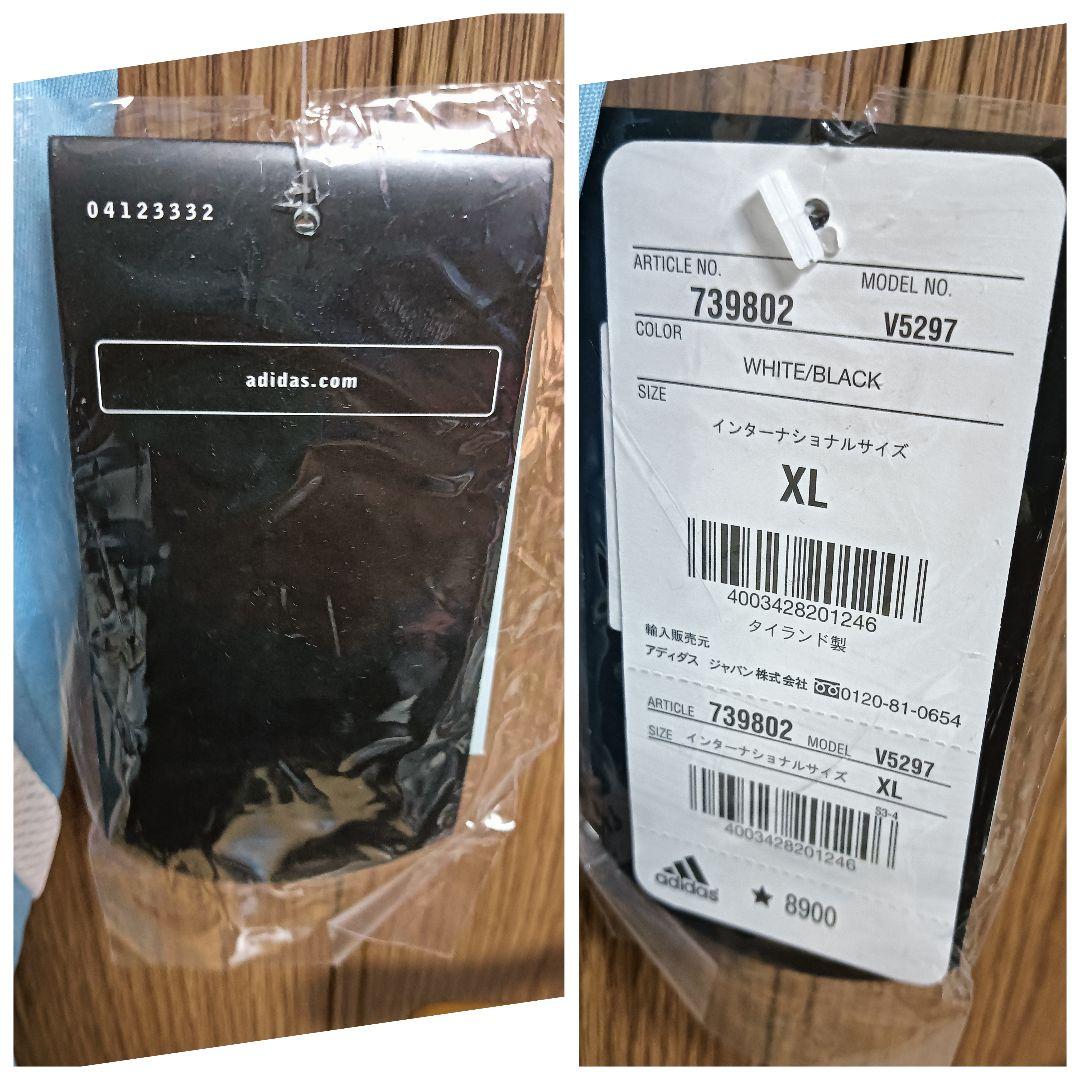 04123332
adidas.com
ARTICLE NO. MODEL NO.
739802 V5297
COLOR
WHITE/BLACK
SIZE
インターナショナルサイズ
XL
4003428201246
タイランド製
輸入販売元
アディダス ジャパン株式会社 0120-81-0654
ARTICLE 739802 MODEL V5297
SIZE インターナショナルサイズ XL
S3-4
4003428201246
adidas ★ 8900